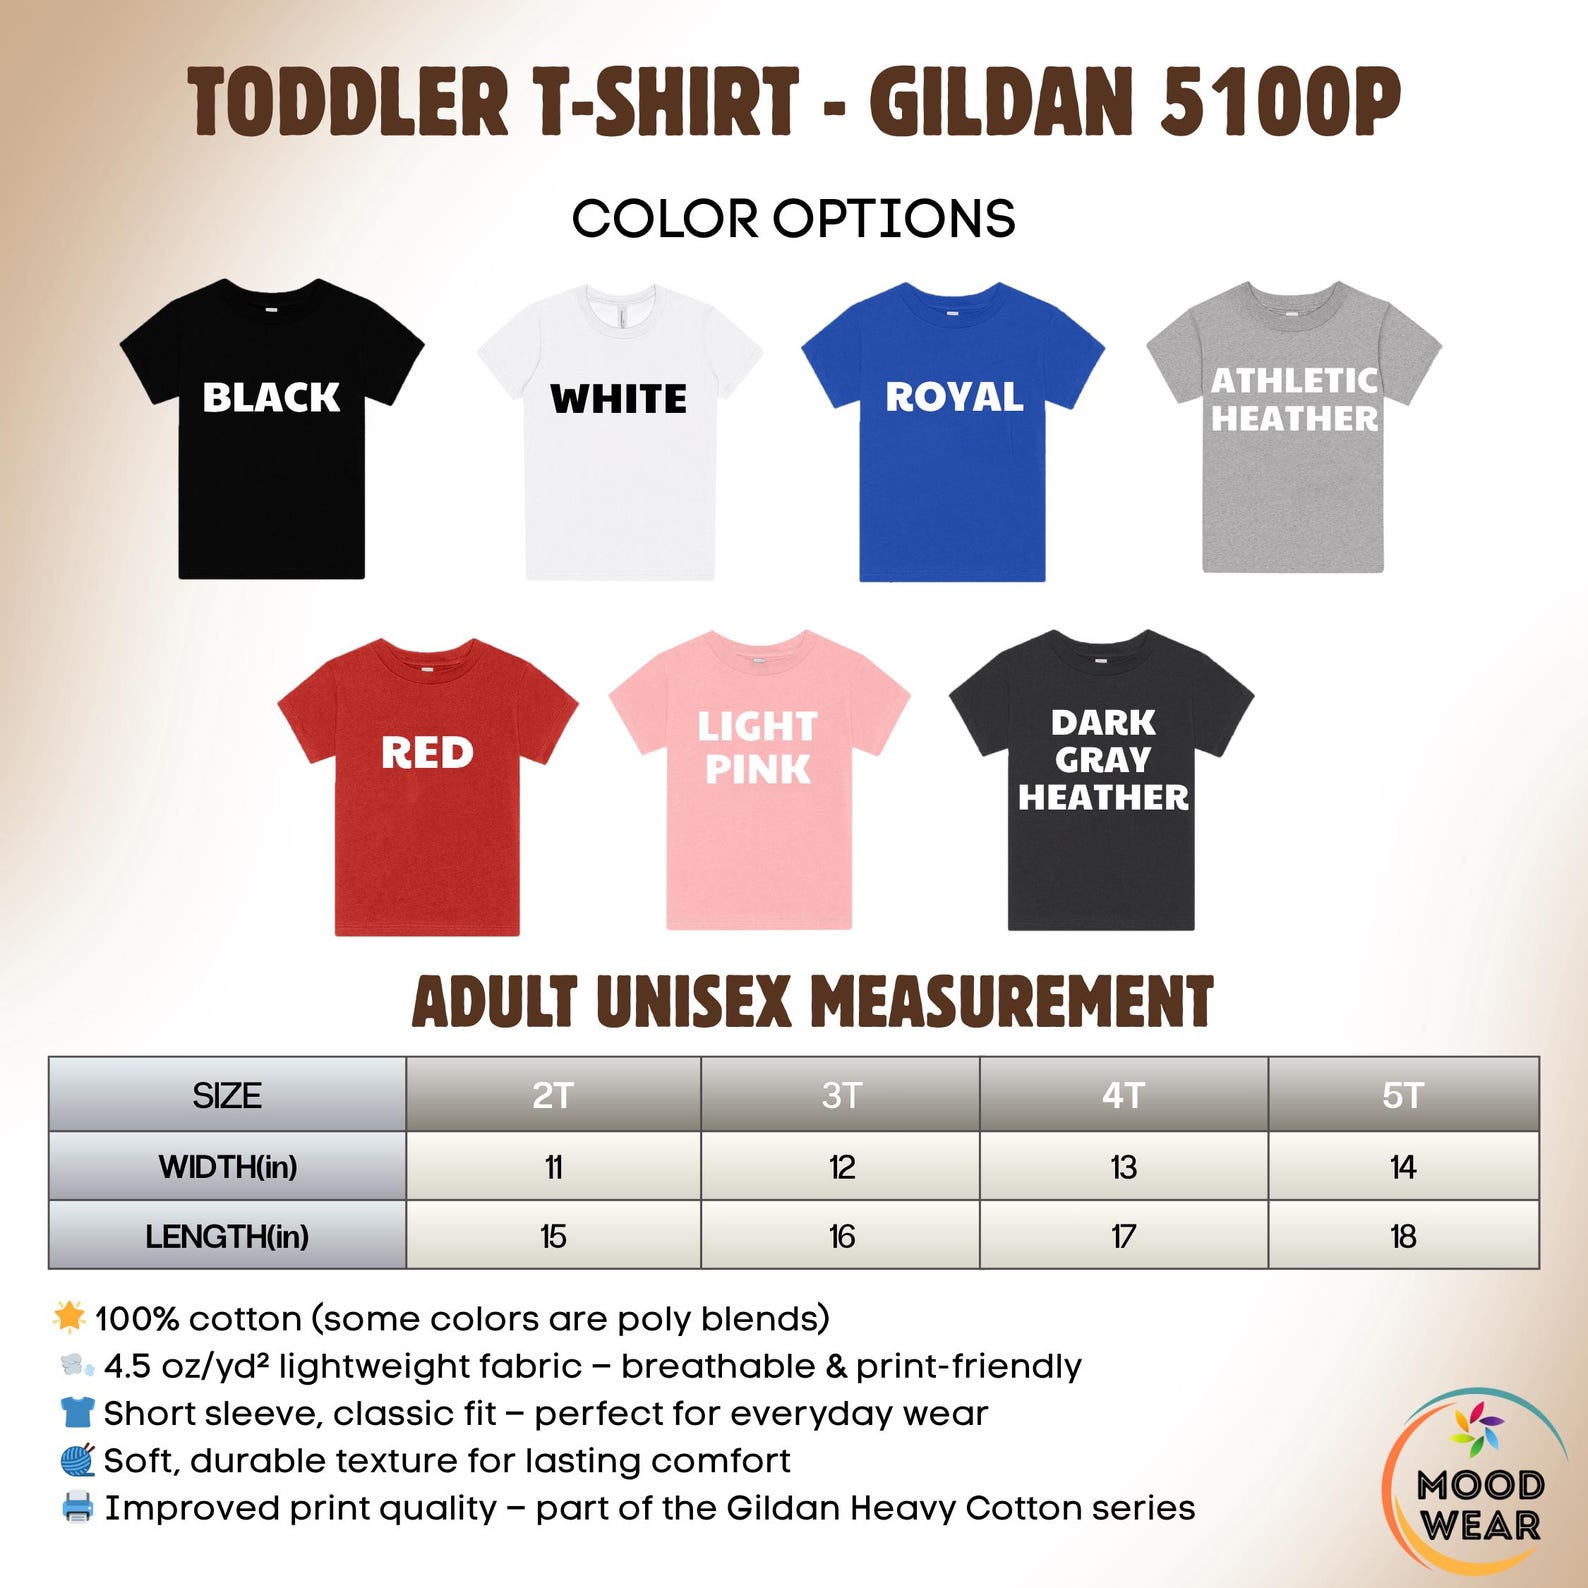 TODDLER T-SHIRT - GILDAN 5100P
COLOR OPTIONS
BLACK
WHITE
ROYAL
ATHLETIC
HEATHER
RED
LIGHT
PINK
DARK
GRAY
HEATHER
ADULT UNISEX MEASUREMENT
SIZE 2T 3T 4T 5T
WIDTH(in) 11 12 13 14
LENGTH(in) 15 16 17 18
100% cotton (some colors are poly blends)
4.5 oz/yd² lightweight fabric – breathable & print-friendly
Short sleeve, classic fit – perfect for everyday wear
Soft, durable texture for lasting comfort
Improved print quality – part of the Gildan Heavy Cotton series
MOOD
WEAR